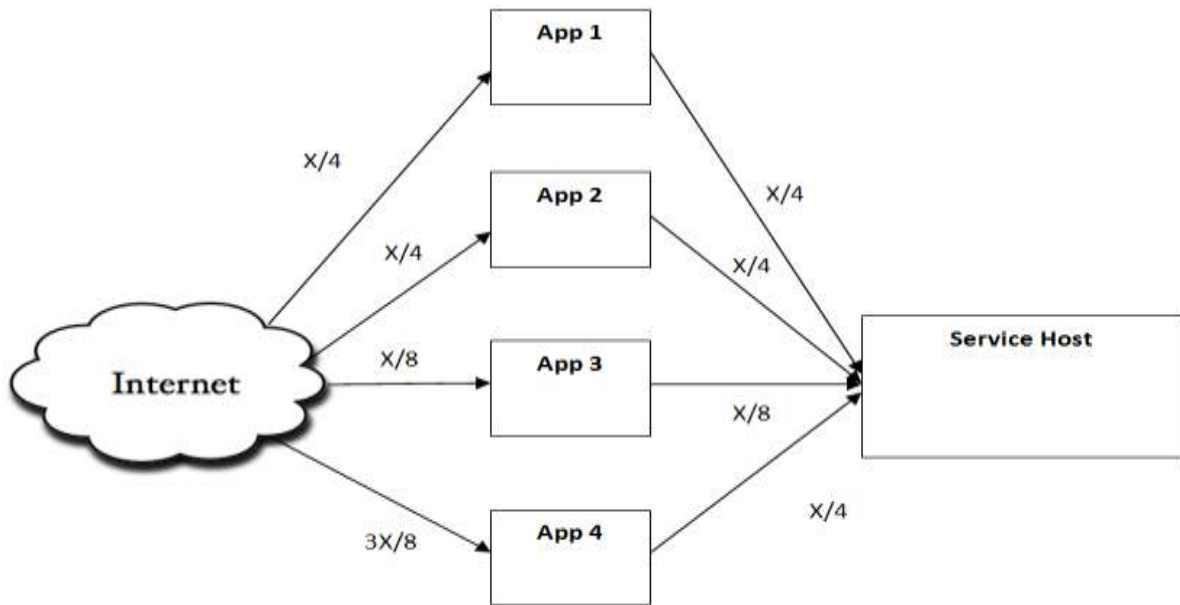 App 1
X/4
App 2
X/4
X/4
X/4
Service Host
Internet
X/8
App 3
X/8
App 4
3X/8
X/4